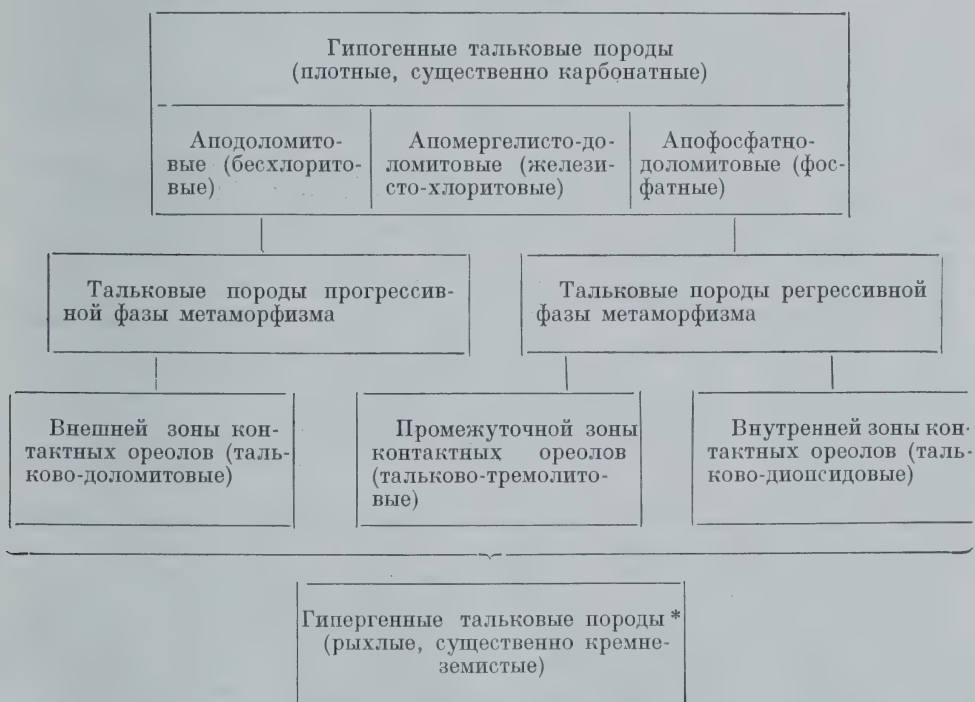 Гипогенные тальковые породы
(плотные, существенно карбонатные)
Аподоломито-
вые (бесхлорито-
вые)
Апомергелисто-до-
ломитовые (желези-
сто-хлоритовые)
Апофосфатно-
доломитовые (фос-
фатные)
Тальковые породы прогрессив-
ной фазы метаморфизма
Тальковые породы регрессивной
фазы метаморфизма
Внешней зоны кон-
тактных ореолов (таль-
ково-доломитовые)
Промежуточной зоны
контактных ореолов
(тальково-тремолито-
вые)
Внутренней зоны кон-
тактных ореолов (таль-
ково-диопсидовые)
Гипергенные тальковые породы *
(рыхлые, существенно кремне-
земистые)